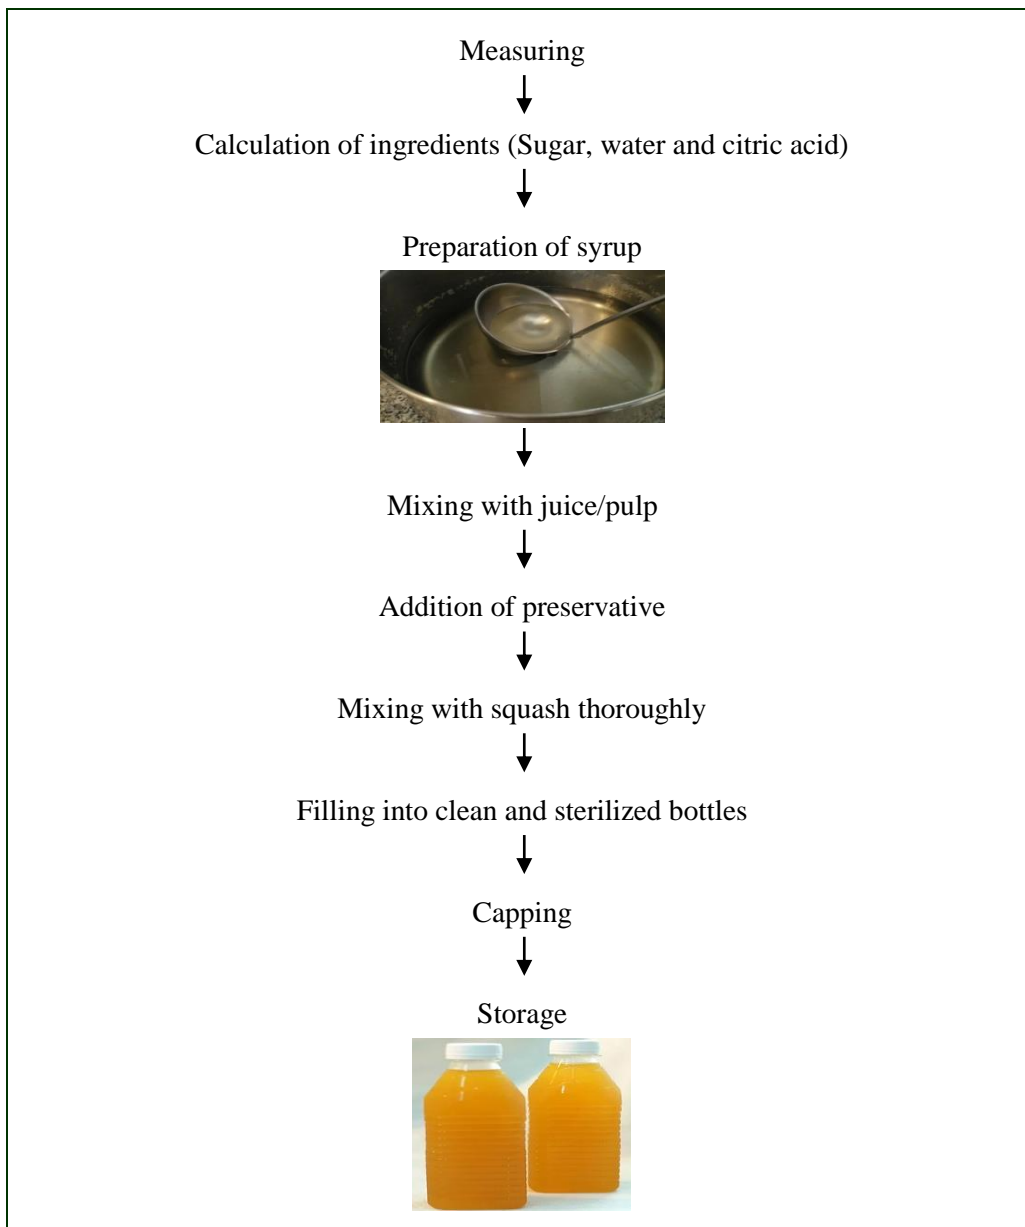 Measuring
Calculation of ingredients (Sugar, water and citric acid)
Preparation of syrup
Mixing with juice/pulp
Addition of preservative
Mixing with squash thoroughly
Filling into clean and sterilized bottles
Capping
Storage